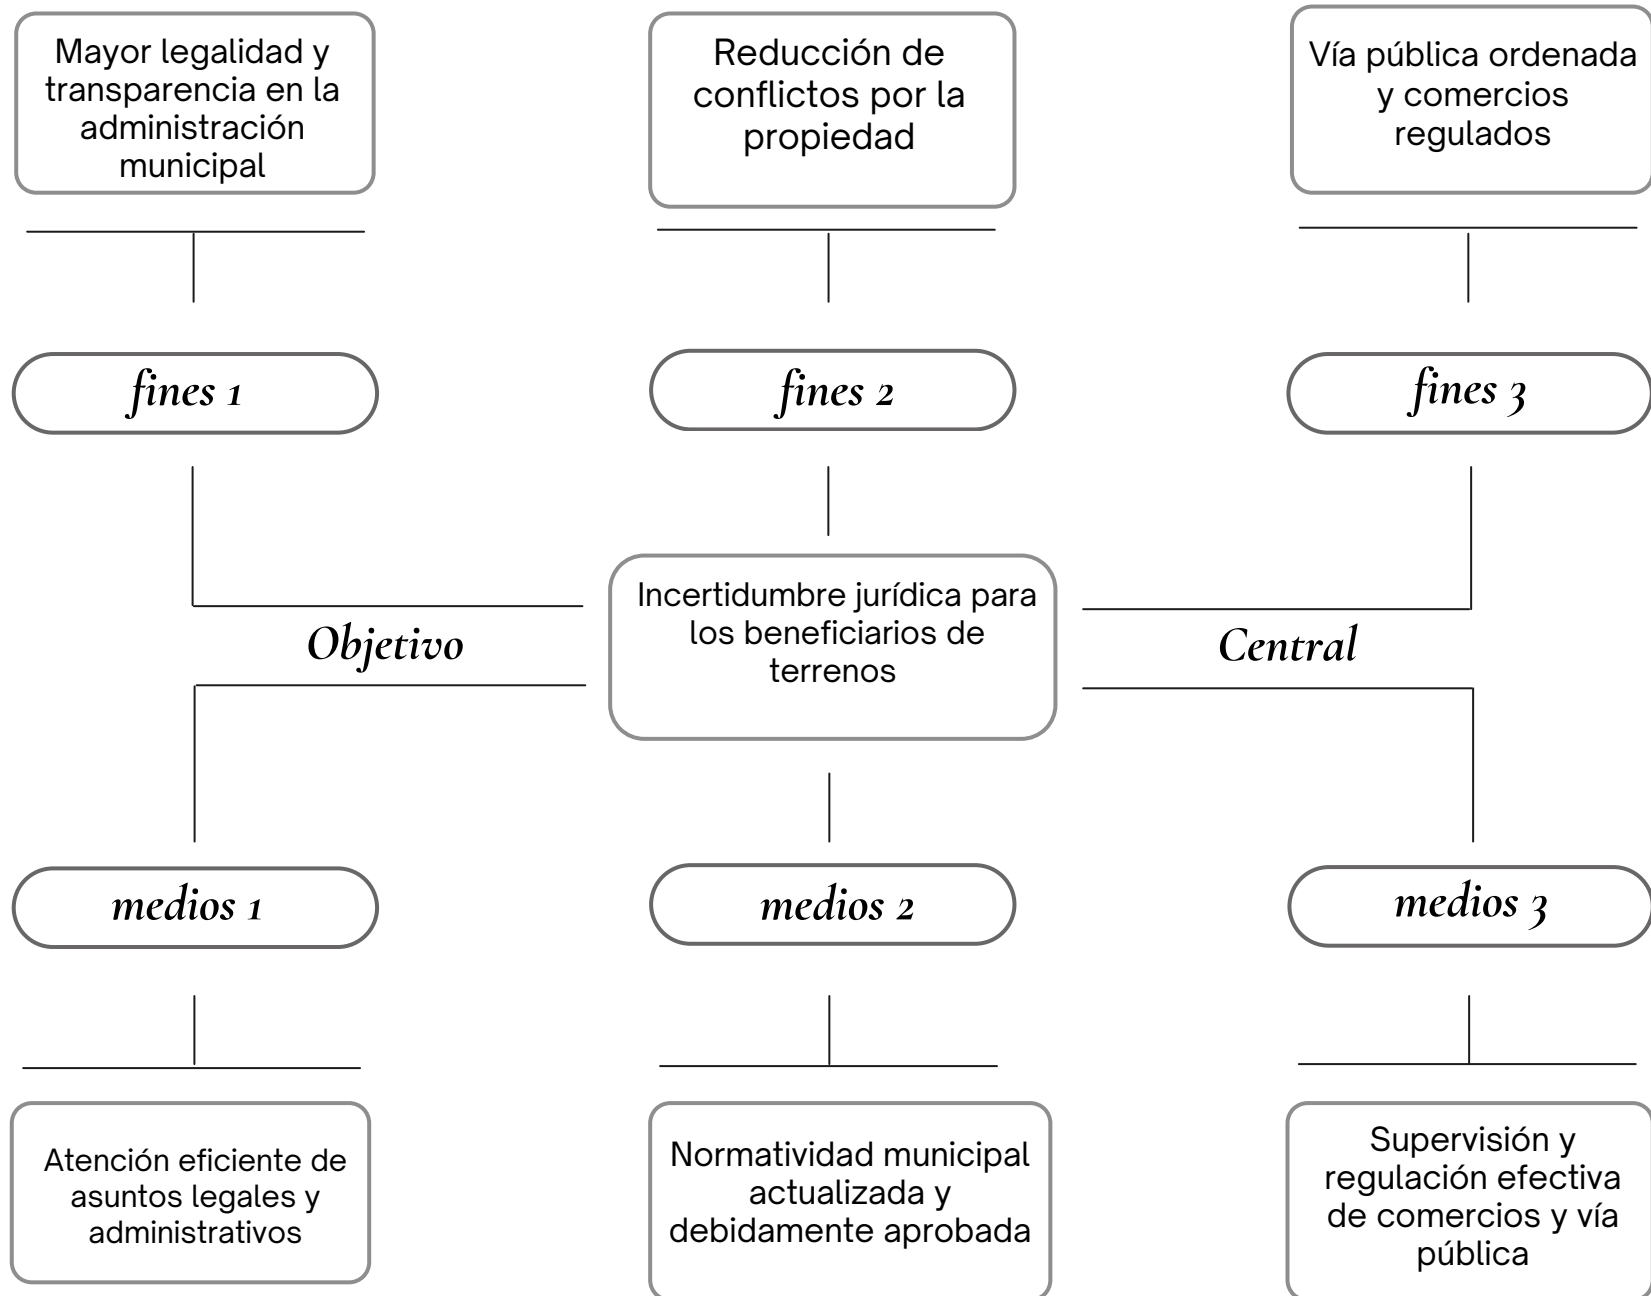 Mayor legalidad y
transparencia en la
administración
municipal
Reducción de
conflictos por la
propiedad
Vía pública ordenada
y comercios
regulados
fines 1
fines 2
fines 3
Incertidumbre jurídica para
los beneficiarios de
terrenos
Objetivo
Central
medios 1
medios 2
medios 3
Atención eficiente de
asuntos legales y
administrativos
Normatividad municipal
actualizada y
debidamente aprobada
Supervisión y
regulación efectiva
de comercios y vía
pública